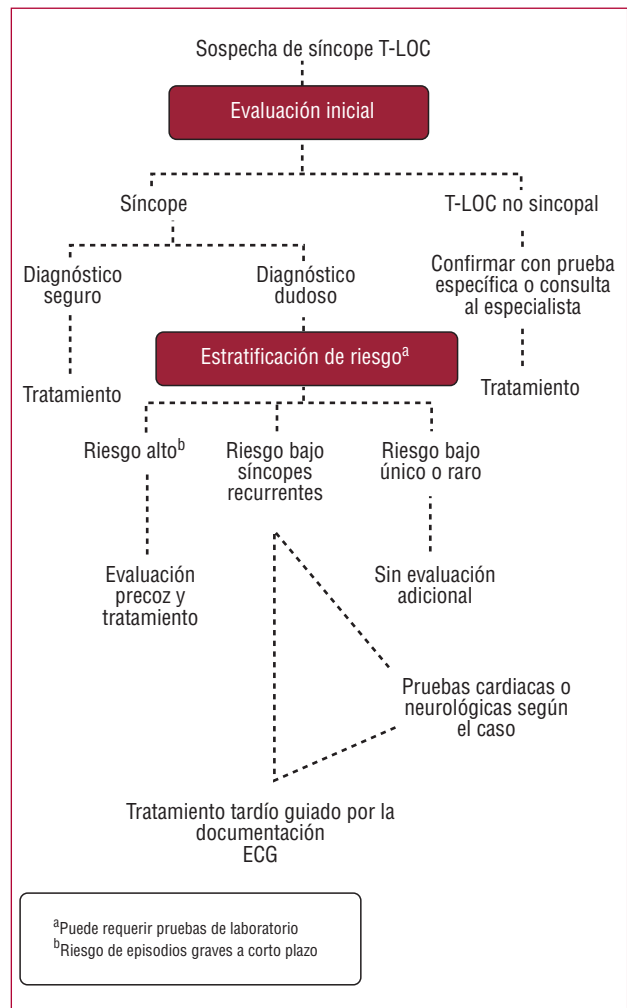 Sospecha de síncope T-LOC
Evaluación inicial
Síncope
T-LOC no sincopal
Diagnóstico
seguro
Diagnóstico
dudoso
Confirmar con prueba
específica o consulta
al especialista
Estratificación de riesgoᵃ
Tratamiento
Tratamiento
Riesgo altoᵇ
Riesgo bajo
síncopes
recurrentes
Riesgo bajo
único o raro
Evaluación
precoz y
tratamiento
Sin evaluación
adicional
Pruebas cardiacas o
neurológicas según
el caso
Tratamiento tardío guiado por la
documentación
ECG
ᵃPuede requerir pruebas de laboratorio
ᵇRiesgo de episodios graves a corto plazo